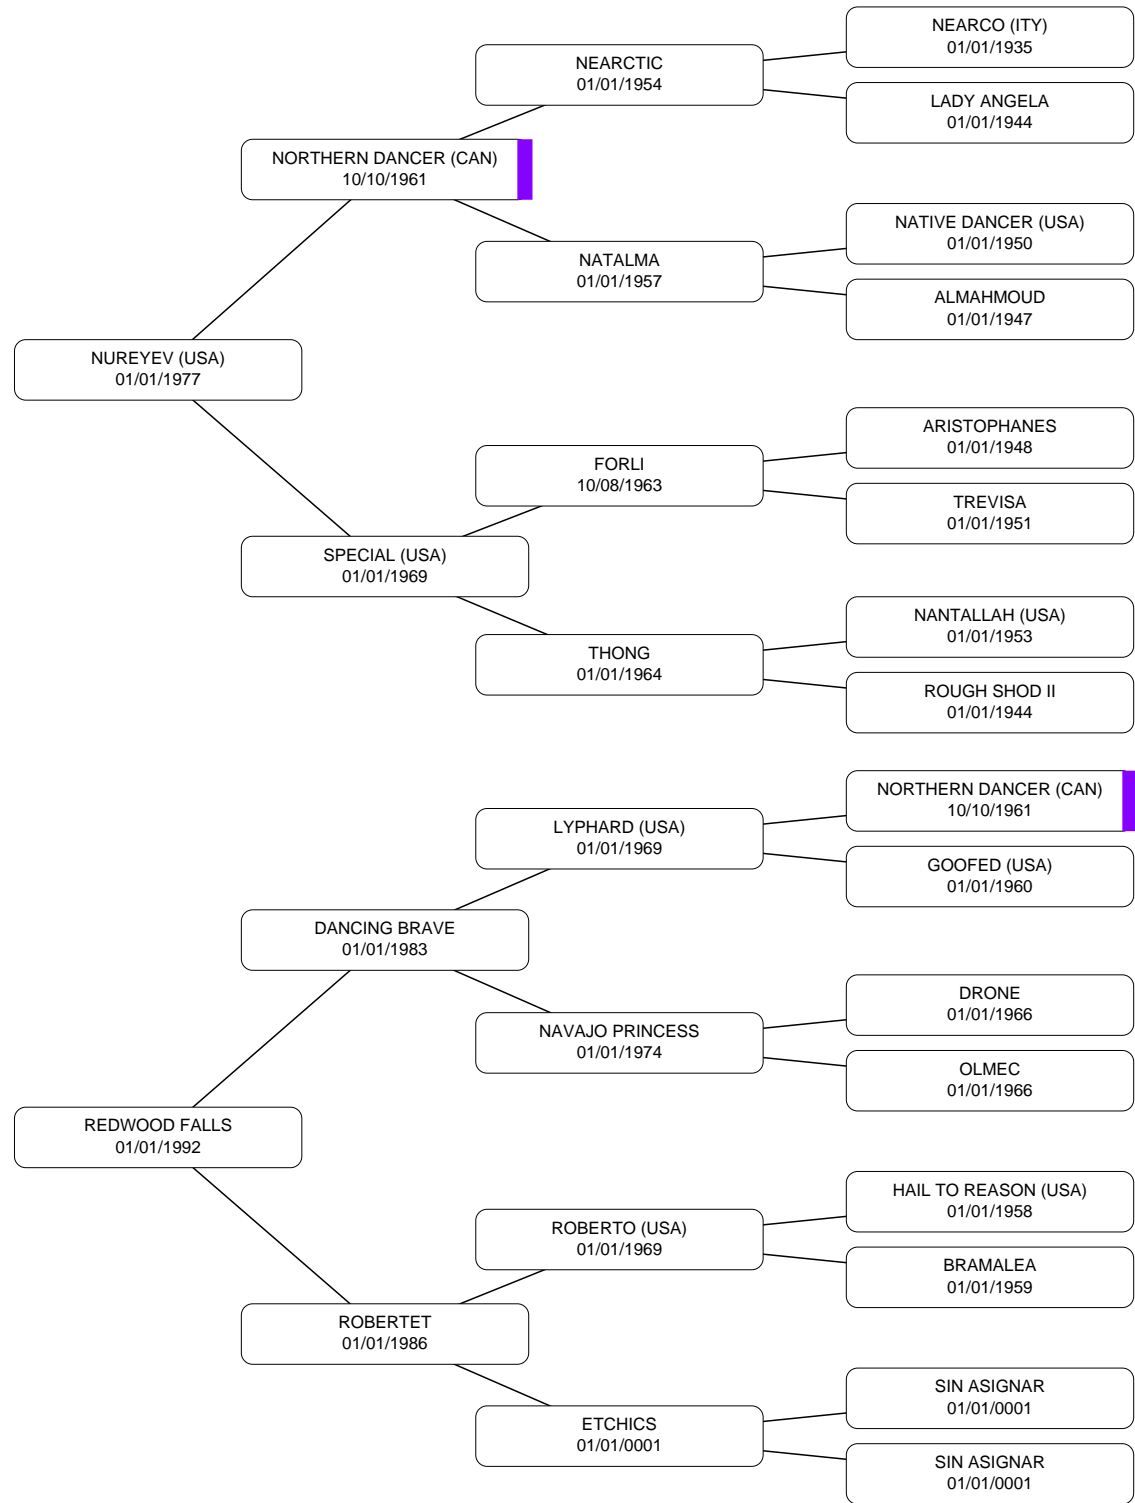 NEARCO (ITY)
01/01/1935
NEARCTIC
01/01/1954
LADY ANGELA
01/01/1944
NORTHERN DANCER (CAN)
10/10/1961
NATIVE DANCER (USA)
01/01/1950
NATALMA
01/01/1957
ALMAHMOUD
01/01/1947
NUREYEV (USA)
01/01/1977
ARISTOPHANES
01/01/1948
FORLI
10/08/1963
TREVISA
01/01/1951
SPECIAL (USA)
01/01/1969
NANTALLAH (USA)
01/01/1953
THONG
01/01/1964
ROUGH SHOD II
01/01/1944
NORTHERN DANCER (CAN)
10/10/1961
LYPHARD (USA)
01/01/1969
GOOFED (USA)
01/01/1960
DANCING BRAVE
01/01/1983
DRONE
01/01/1966
NAVAJO PRINCESS
01/01/1974
OLMEC
01/01/1966
REDWOOD FALLS
01/01/1992
HAIL TO REASON (USA)
01/01/1958
ROBERTO (USA)
01/01/1969
BRAMALEA
01/01/1959
ROBERTET
01/01/1986
SIN ASIGNAR
01/01/0001
ETCHICS
01/01/0001
SIN ASIGNAR
01/01/0001